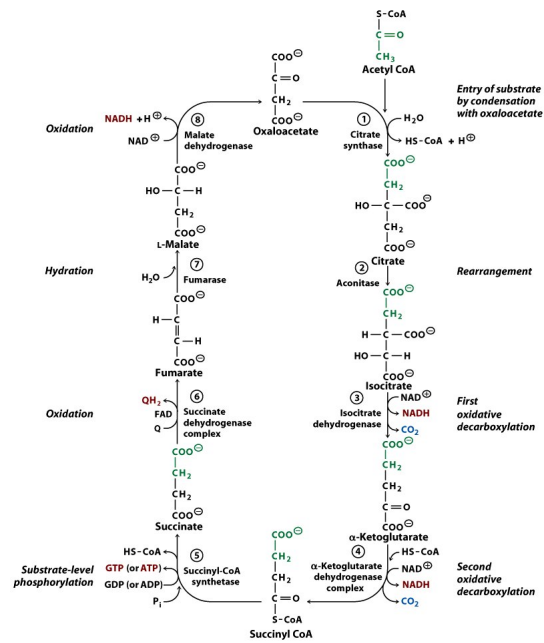 S-CoA
C=O
CH3
Acetyl CoA
Entry of substrate
by condensation
with oxaloacetate
COO⊖
C=O
CH2
COO⊖
Oxaloacetate
1
Citrate
synthase
H2O
HS-CoA + H⊕
COO⊖
CH2
HO—C—COO⊖
CH2
COO⊖
Citrate
2
Aconitase
Rearrangement
COO⊖
CH2
H—C—COO⊖
HO—C—H
COO⊖
Isocitrate
3
Isocitrate
dehydrogenase
NAD⊕
NADH
CO2
First
oxidative
decarboxylation
COO⊖
CH2
CH2
C=O
COO⊖
α-Ketoglutarate
4
α-Ketoglutarate
dehydrogenase
complex
HS-CoA
NAD⊕
NADH
CO2
Second
oxidative
decarboxylation
COO⊖
CH2
CH2
C=O
S-CoA
Succinyl CoA
5
Succinyl-CoA
synthetase
HS-CoA
GTP (or ATP)
GDP (or ADP)
Pi
Substrate-level
phosphorylation
COO⊖
CH2
CH2
COO⊖
Succinate
6
Succinate
dehydrogenase
complex
QH2
FAD
Q
Oxidation
COO⊖
H—C
C—H
COO⊖
Fumarate
7
Fumarase
H2O
Hydration
COO⊖
HO—C—H
CH2
COO⊖
L-Malate
8
Malate
dehydrogenase
NADH + H⊕
NAD⊕
Oxidation